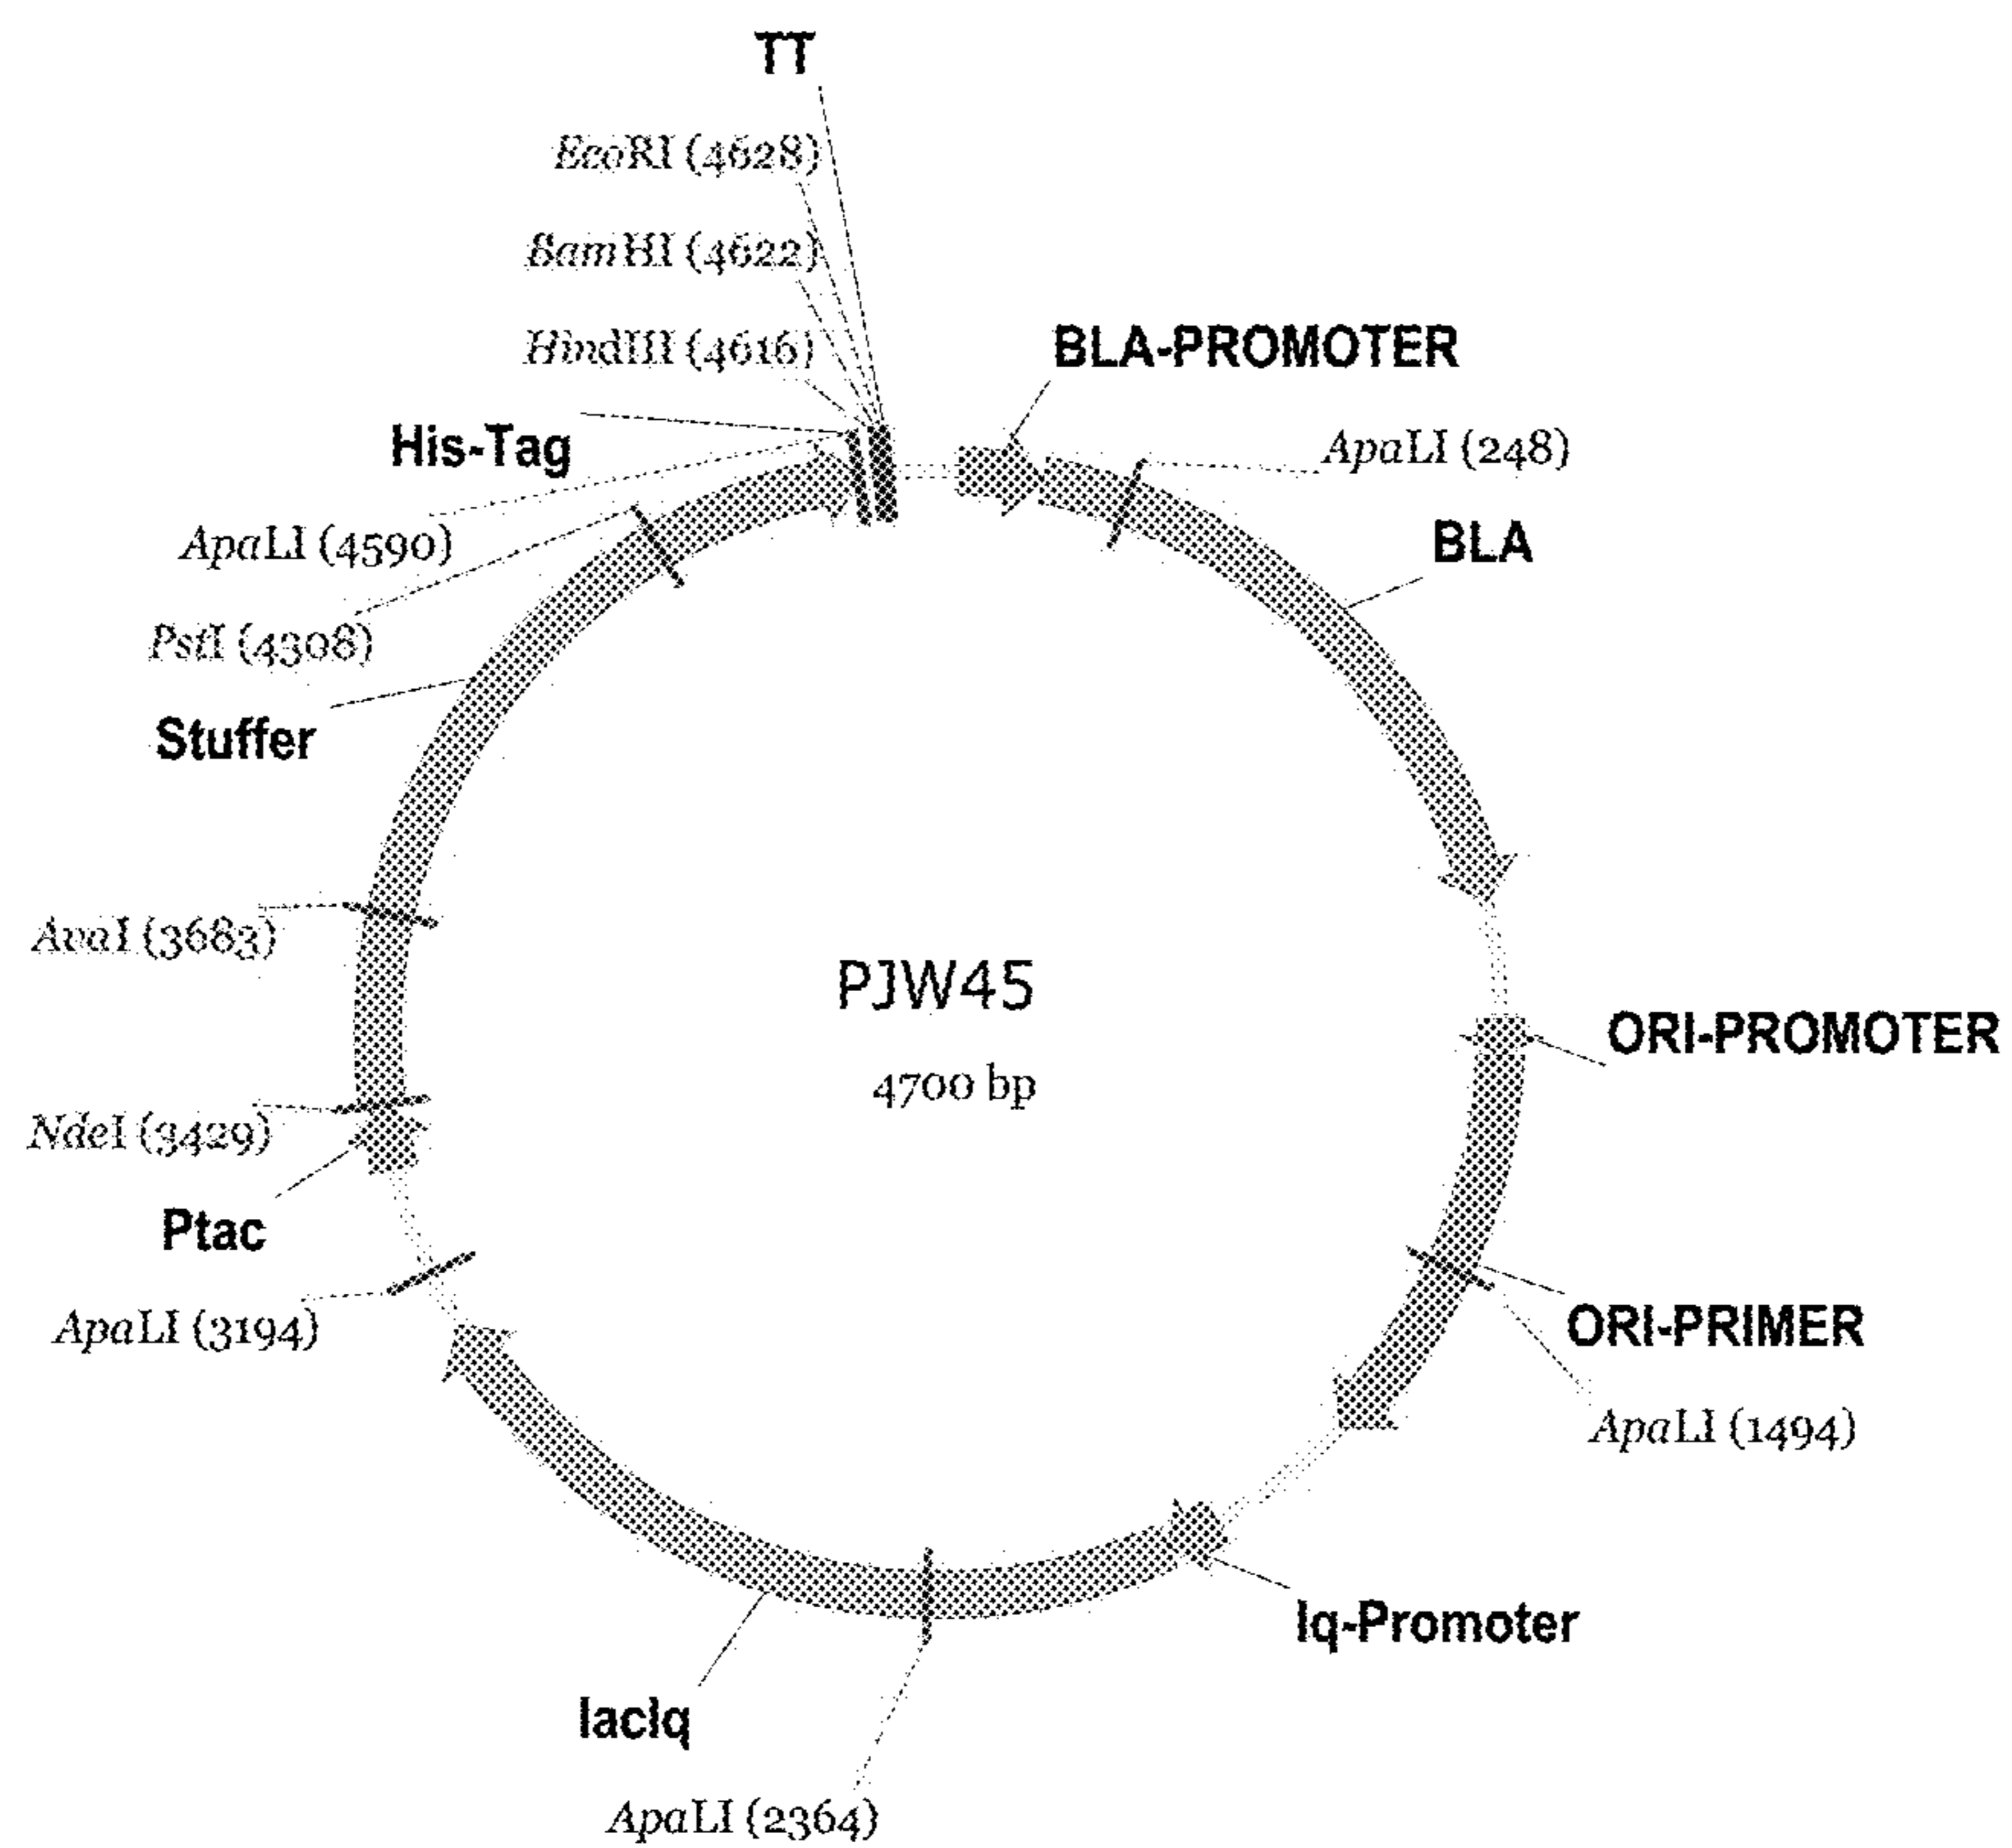 TT
EcoRI (4628)
BamHI (4622)
HindIII (4616)
BLA-PROMOTER
His-Tag
ApaLI (248)
ApaLI (4590)
BLA
PstI (4308)
Stuffer
AvaI (3683)
PJW45
4700 bp
ORI-PROMOTER
NdeI (3429)
Ptac
ApaLI (3194)
ORI-PRIMER
ApaLI (1494)
Iq-Promoter
lacIq
ApaLI (2364)